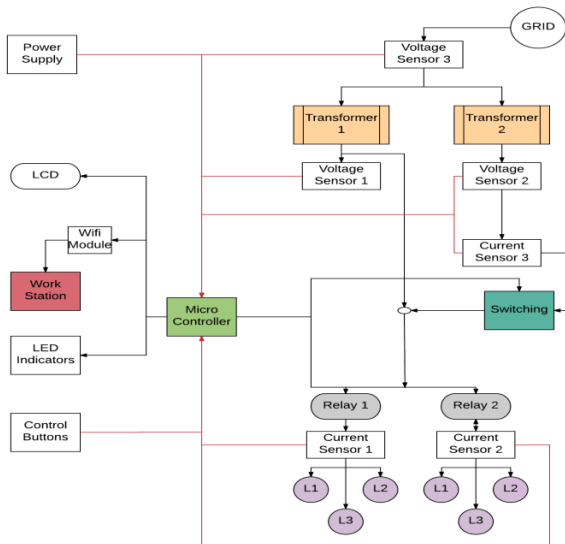 GRID
Power
Supply
Voltage
Sensor 3
Transformer
1
Transformer
2
Voltage
Sensor 1
Voltage
Sensor 2
LCD
Wifi
Module
Current
Sensor 3
Work
Station
Micro
Controller
Switching
LED
Indicators
Relay 1
Relay 2
Control
Buttons
Current
Sensor 1
Current
Sensor 2
L1
L2
L1
L2
L3
L3